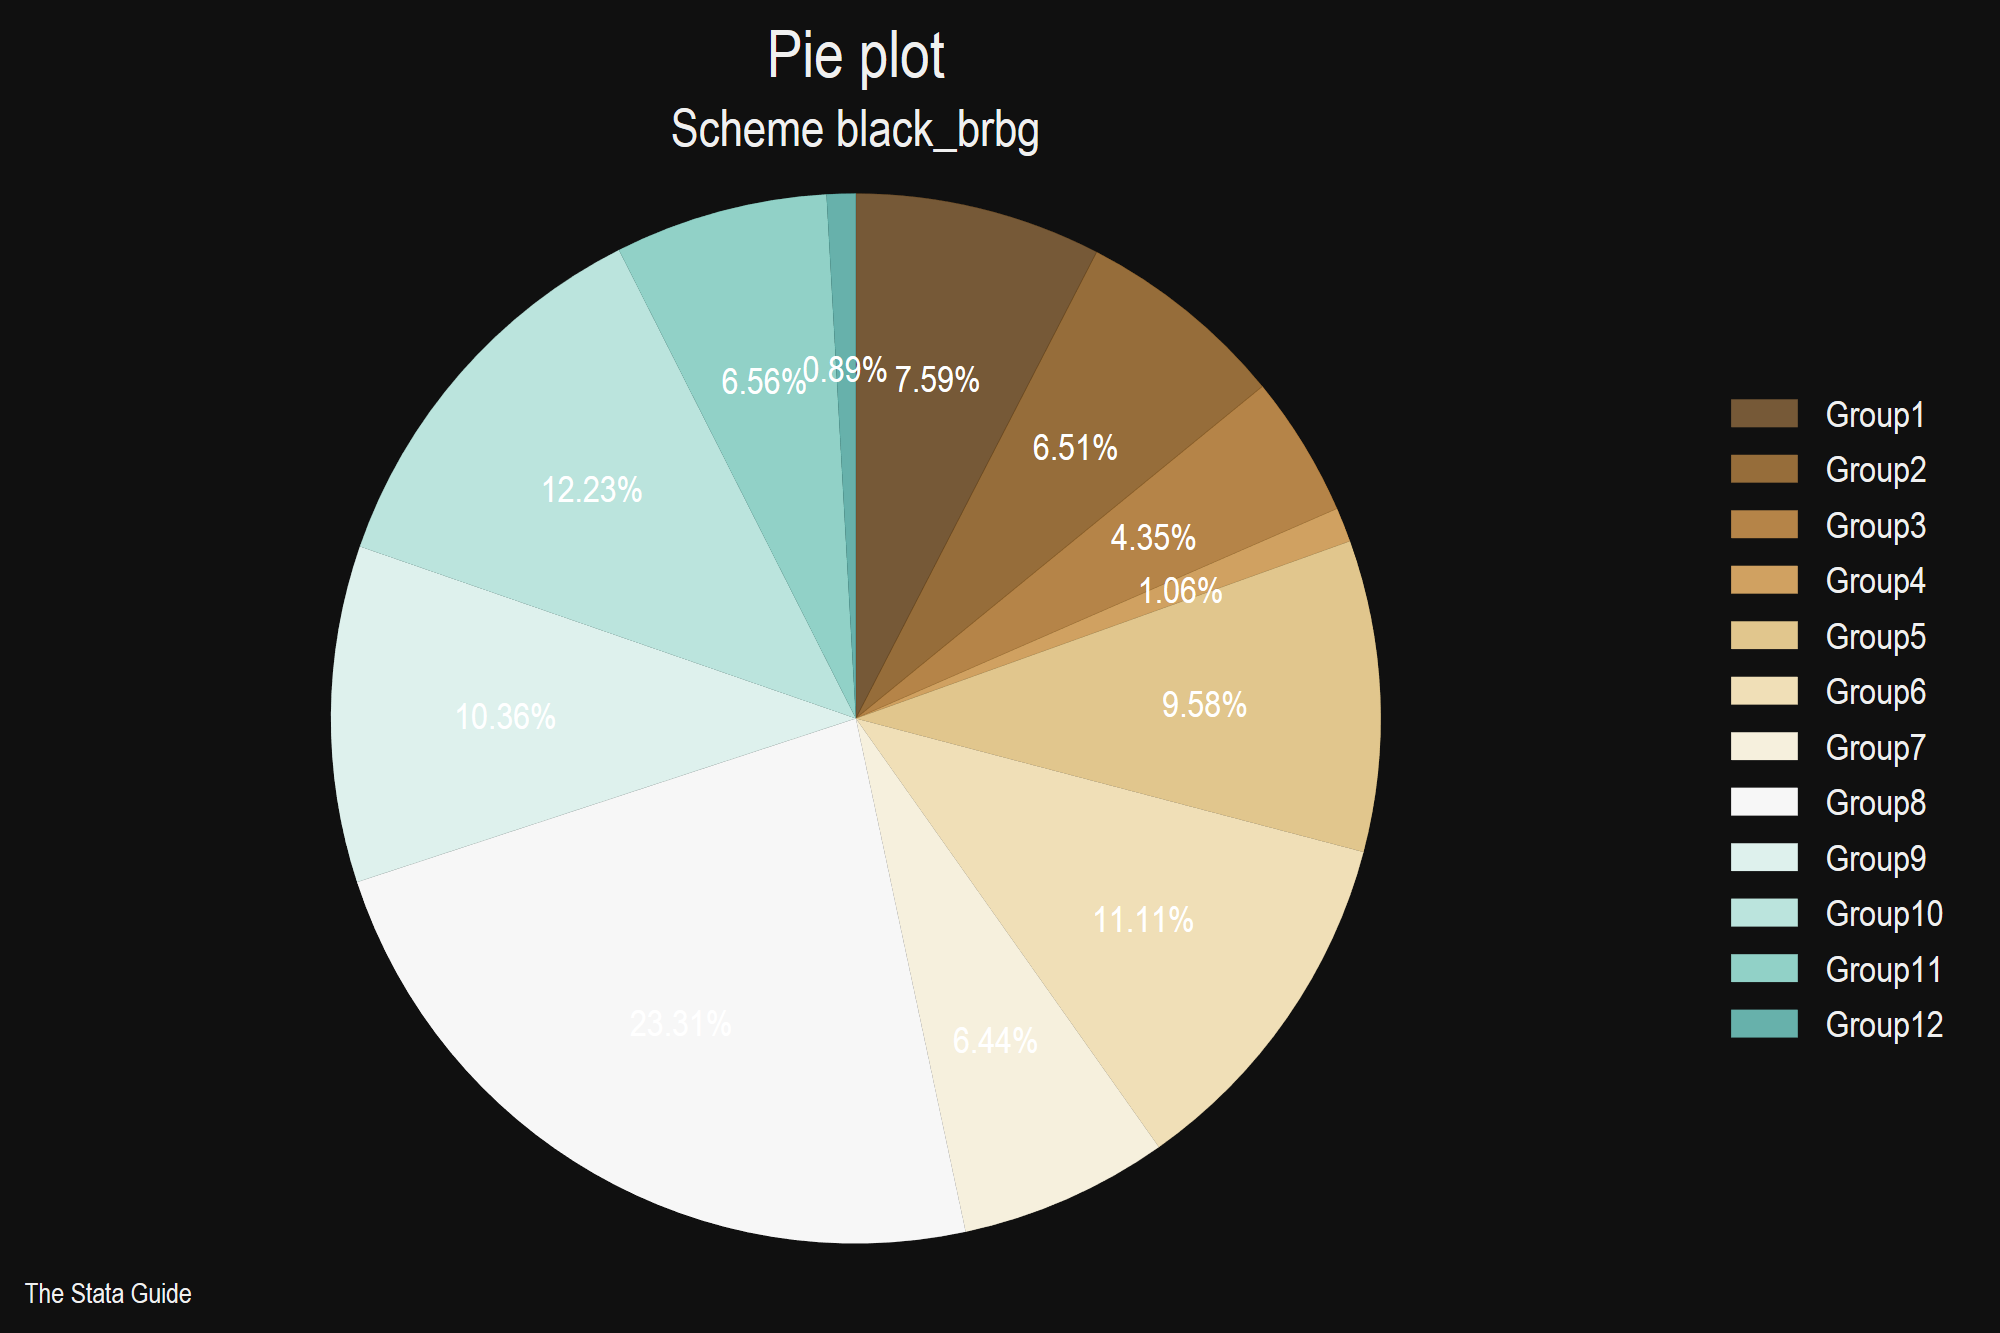 Pie plot
Scheme black_brbg
0.89%
6.56%
7.59%
6.51%
12.23%
4.35%
1.06%
9.58%
10.36%
11.11%
23.31%
6.44%
Group1
Group2
Group3
Group4
Group5
Group6
Group7
Group8
Group9
Group10
Group11
Group12
The Stata Guide